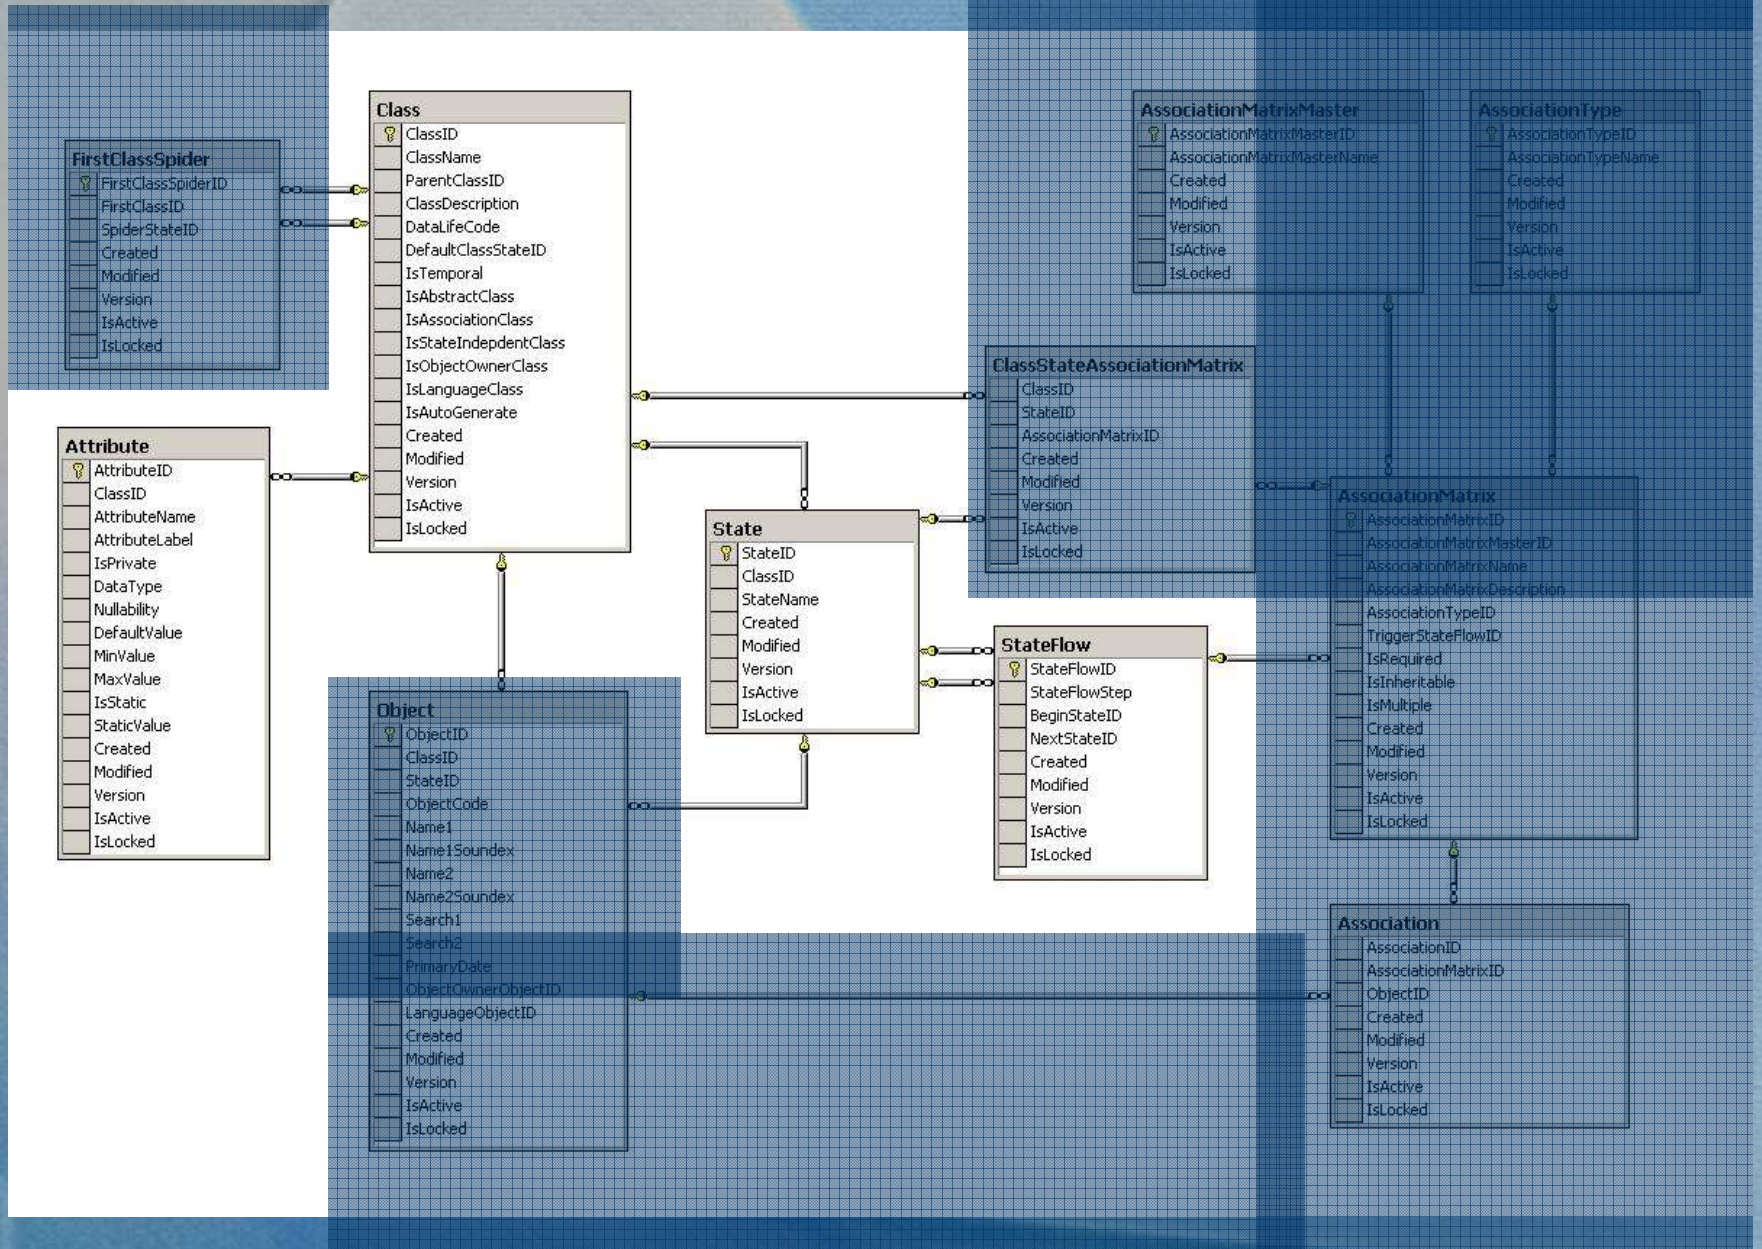 Class
ClassID
ClassName
ParentClassID
ClassDescription
DataLifeCode
DefaultClassStateID
IsTemporal
IsAbstractClass
IsAssociationClass
IsStateIndepdentClass
IsObjectOwnerClass
IsLanguageClass
IsAutoGenerate
Created
Modified
Version
IsActive
IsLocked
AssociationMatrixMaster
AssociationMatrixMasterID
AssociationMatrixMasterName
Created
Modified
Version
IsActive
IsLocked
AssociationType
AssociationTypeID
AssociationTypeName
Created
Modified
Version
IsActive
IsLocked
FirstClassSpider
FirstClassSpiderID
FirstClassID
SpiderStateID
Created
Modified
Version
IsActive
IsLocked
ClassStateAssociationMatrix
ClassID
StateID
AssociationMatrixID
Created
Modified
Version
IsActive
IsLocked
Attribute
AttributeID
ClassID
AttributeName
AttributeLabel
IsPrivate
DataType
Nullability
DefaultValue
MinValue
MaxValue
IsStatic
StaticValue
Created
Modified
Version
IsActive
IsLocked
State
StateID
ClassID
StateName
Created
Modified
Version
IsActive
IsLocked
AssociationMatrix
AssociationMatrixID
AssociationMatrixMasterID
AssociationMatrixName
AssociationMatrixDescription
AssociationTypeID
TriggerStateFlowID
IsRequired
IsInheritable
IsMultiple
Created
Modified
Version
IsActive
IsLocked
StateFlow
StateFlowID
StateFlowStep
BeginStateID
NextStateID
Created
Modified
Version
IsActive
IsLocked
Object
ObjectID
ClassID
StateID
ObjectCode
Name1
Name1Soundex
Name2
Name2Soundex
Search1
Search2
PrimaryDate
ObjectOwnerObjectID
LanguageObjectID
Created
Modified
Version
IsActive
IsLocked
Association
AssociationID
AssociationMatrixID
ObjectID
Created
Modified
Version
IsActive
IsLocked